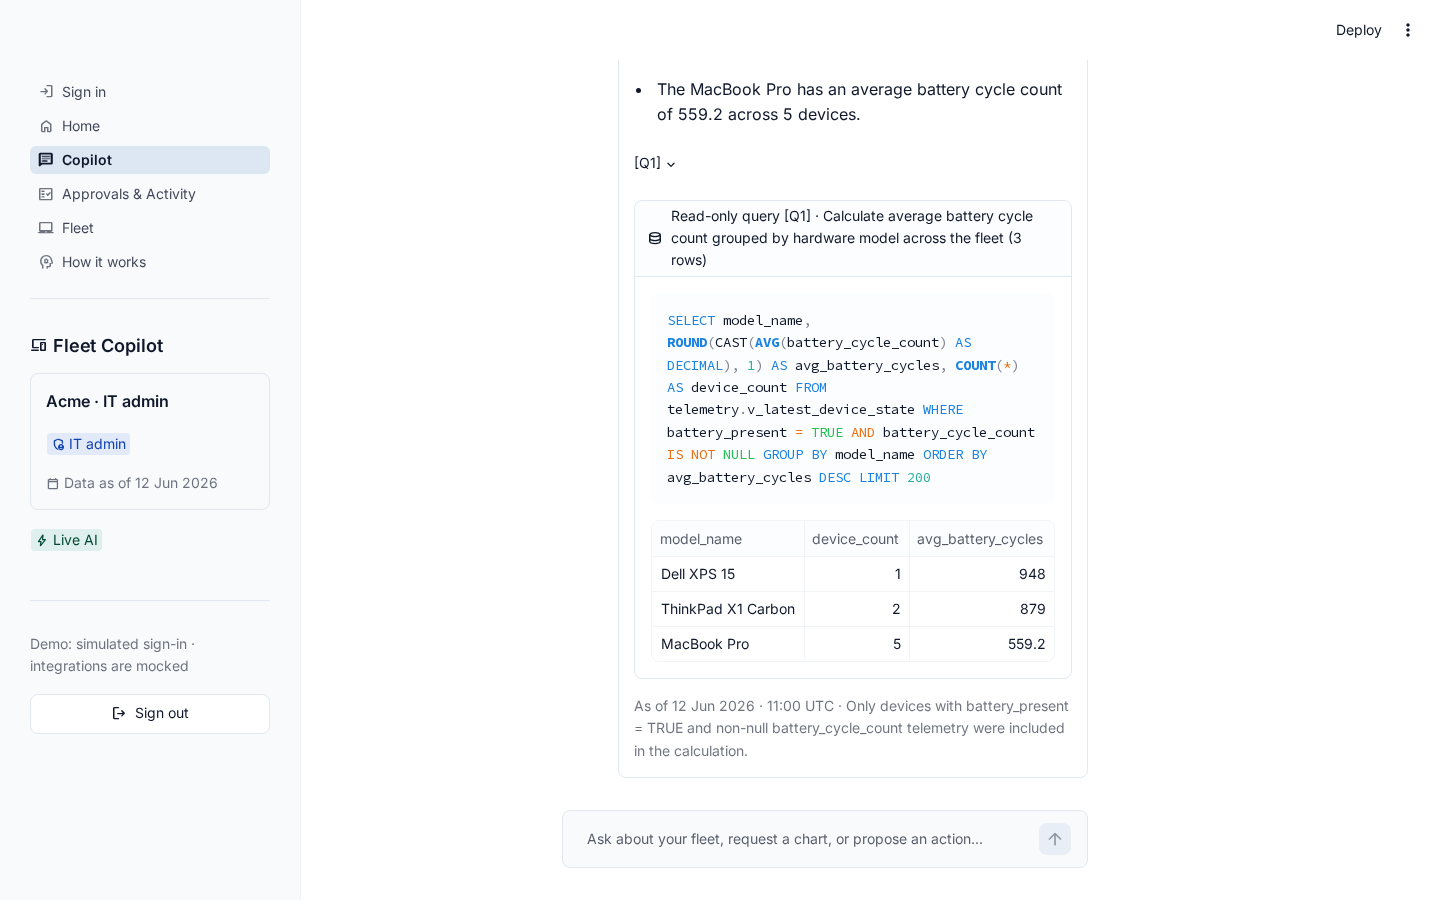 Deploy
Sign in
Home
Copilot
Approvals & Activity
Fleet
How it works
Fleet Copilot
Acme · IT admin
IT admin
Data as of 12 Jun 2026
Live AI
Demo: simulated sign-in ·
integrations are mocked
Sign out
• The MacBook Pro has an average battery cycle count
of 559.2 across 5 devices.
[Q1]
Read-only query [Q1] · Calculate average battery cycle
count grouped by hardware model across the fleet (3
rows)
SELECT model_name,
ROUND(CAST(AVG(battery_cycle_count) AS
DECIMAL), 1) AS avg_battery_cycles, COUNT(*)
AS device_count FROM
telemetry.v_latest_device_state WHERE
battery_present = TRUE AND battery_cycle_count
IS NOT NULL GROUP BY model_name ORDER BY
avg_battery_cycles DESC LIMIT 200
model_name device_count avg_battery_cycles
Dell XPS 15 1 948
ThinkPad X1 Carbon 2 879
MacBook Pro 5 559.2
As of 12 Jun 2026 · 11:00 UTC · Only devices with battery_present
= TRUE and non-null battery_cycle_count telemetry were included
in the calculation.
Ask about your fleet, request a chart, or propose an action...